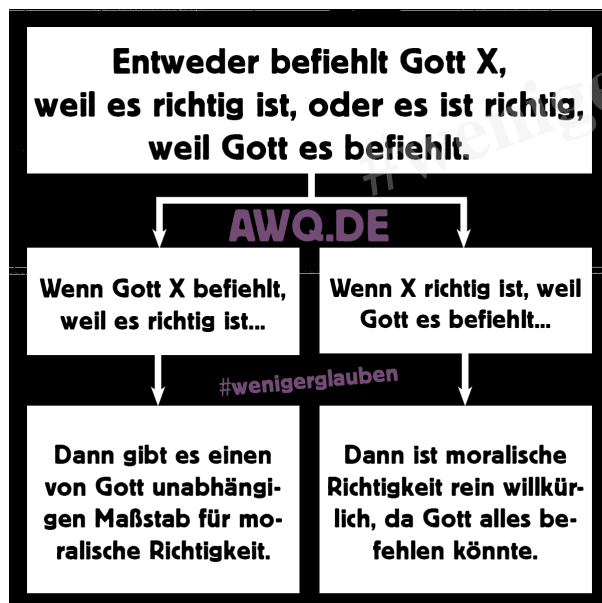 Entweder befiehlt Gott X,
weil es richtig ist, oder es ist richtig,
weil Gott es befiehlt.
#wenige
AWQ.DE
Wenn Gott X befiehlt,
weil es richtig ist...
Wenn X richtig ist, weil
Gott es befiehlt...
#wenigerglauben
Dann gibt es einen
von Gott unabhängi-
gen Maßstab für mo-
ralische Richtigkeit.
Dann ist moralische
Richtigkeit rein willkür-
lich, da Gott alles be-
fehlen könnte.